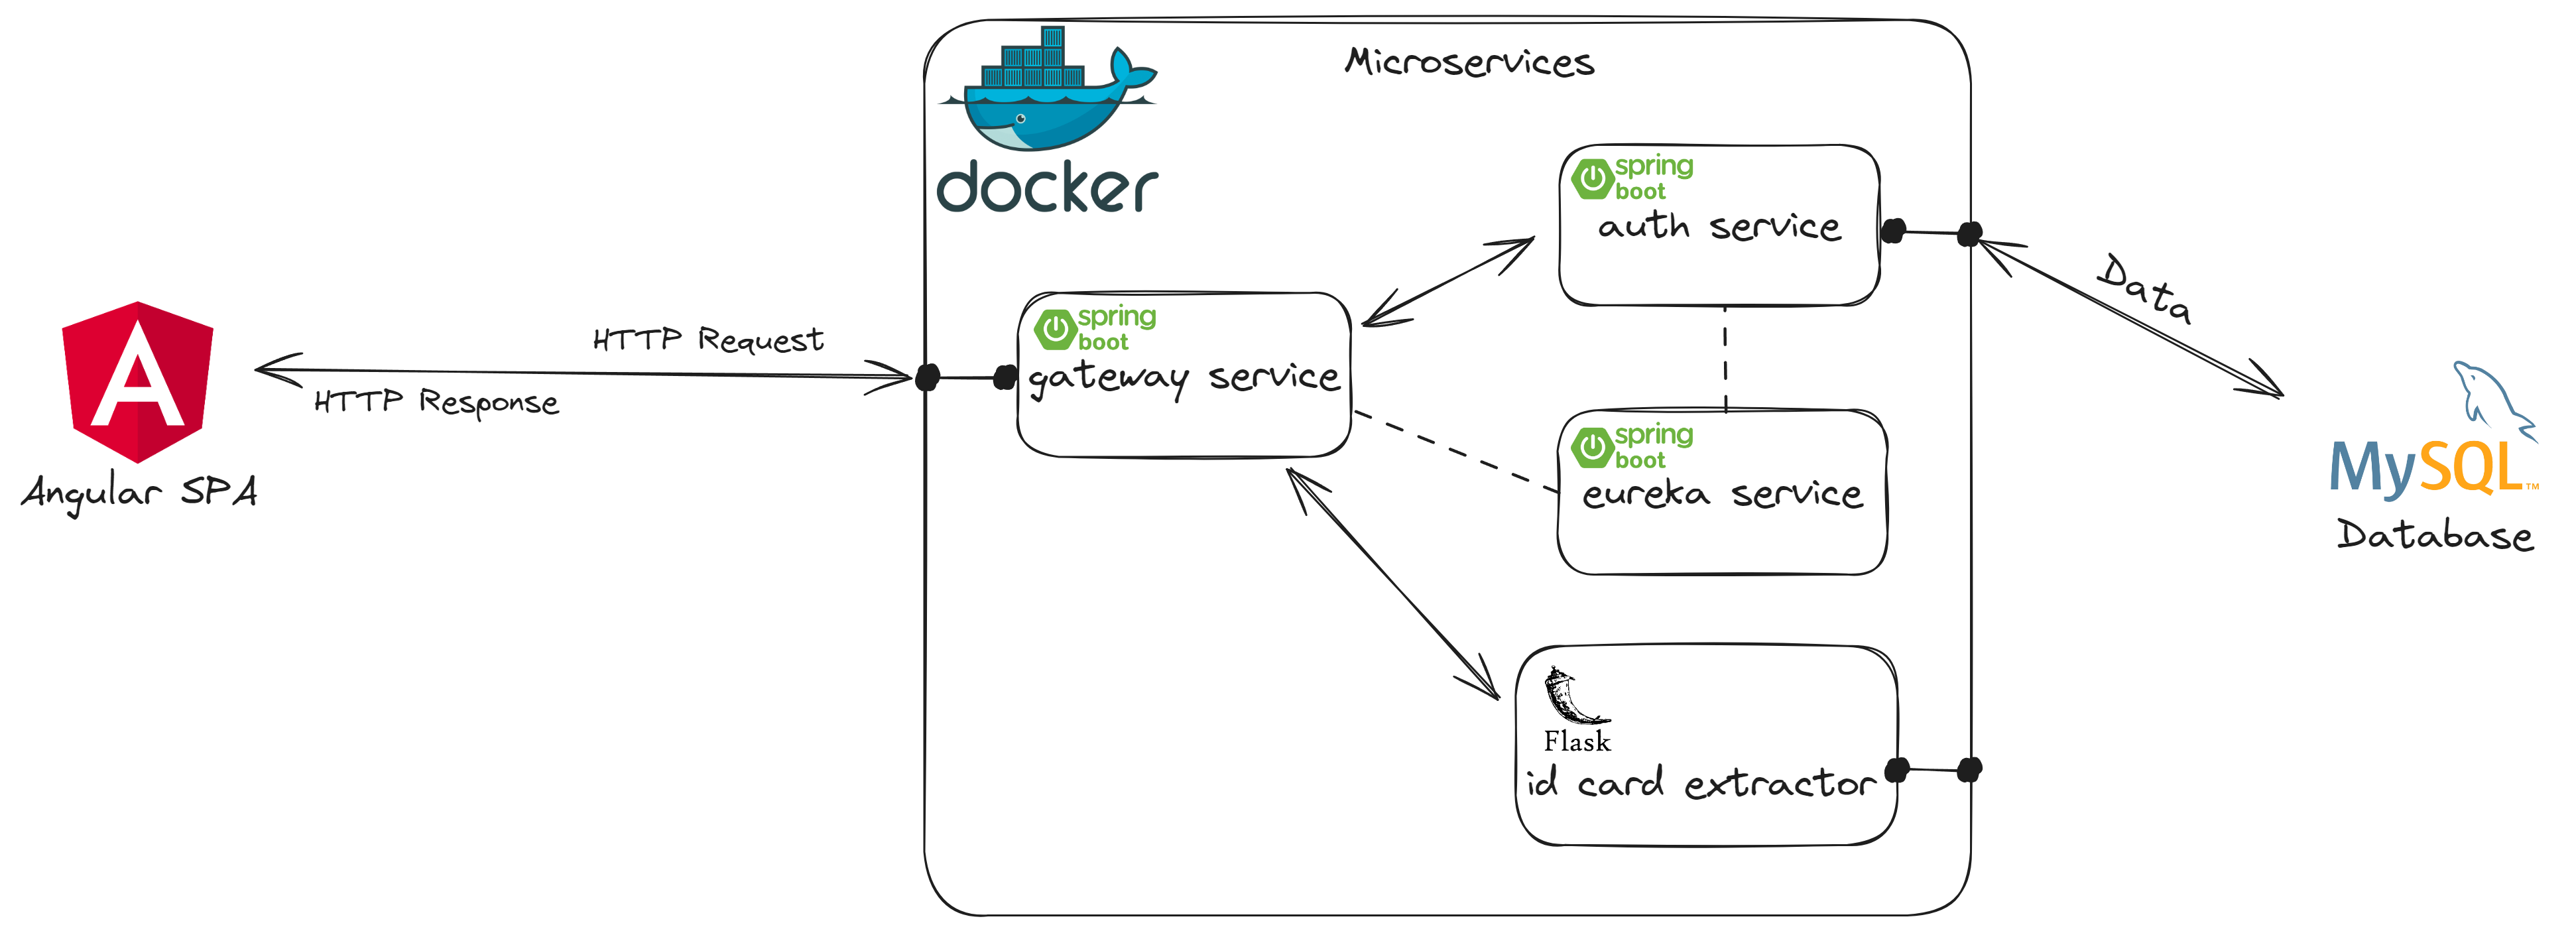 Microservices
docker
spring
boot
auth service
Data
spring
boot
gateway service
HTTP Request
HTTP Response
Angular SPA
spring
boot
eureka service
MySQL™
Database
Flask
id card extractor